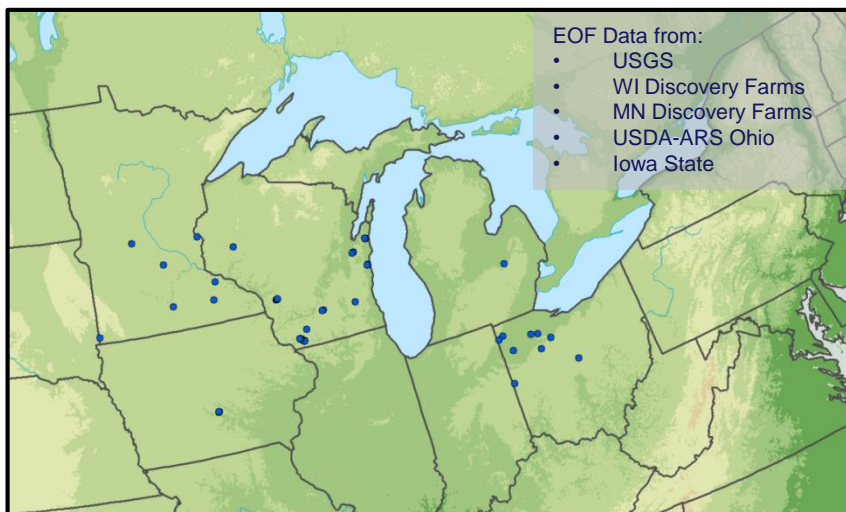 EOF Data from:
• USGS
• WI Discovery Farms
• MN Discovery Farms
• USDA-ARS Ohio
• Iowa State